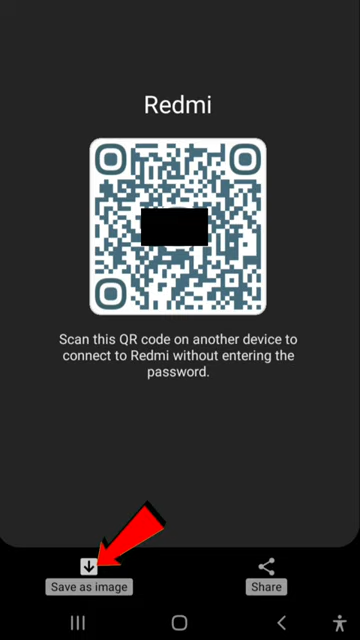 Redmi
Scan this QR code on another device to
connect to Redmi without entering the
password.
Save as image
Share